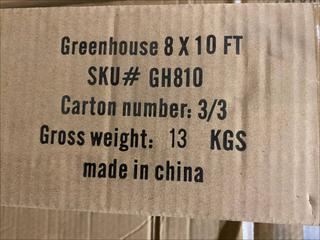 Greenhouse 8 X 10 FT
SKU# GH810
Carton number: 3/3
Gross weight: 13 KGS
made in china